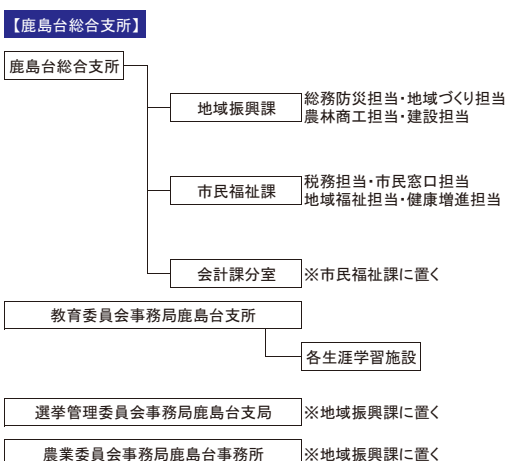 【鹿島台総合支所】
鹿島台総合支所
地域振興課
総務防災担当・地域づくり担当
農林商工担当・建設担当
市民福祉課
税務担当・市民窓口担当
地域福祉担当・健康増進担当
会計課分室
※市民福祉課に置く
教育委員会事務局鹿島台支所
各生涯学習施設
選挙管理委員会事務局鹿島台支局
※地域振興課に置く
農業委員会事務局鹿島台事務所
※地域振興課に置く